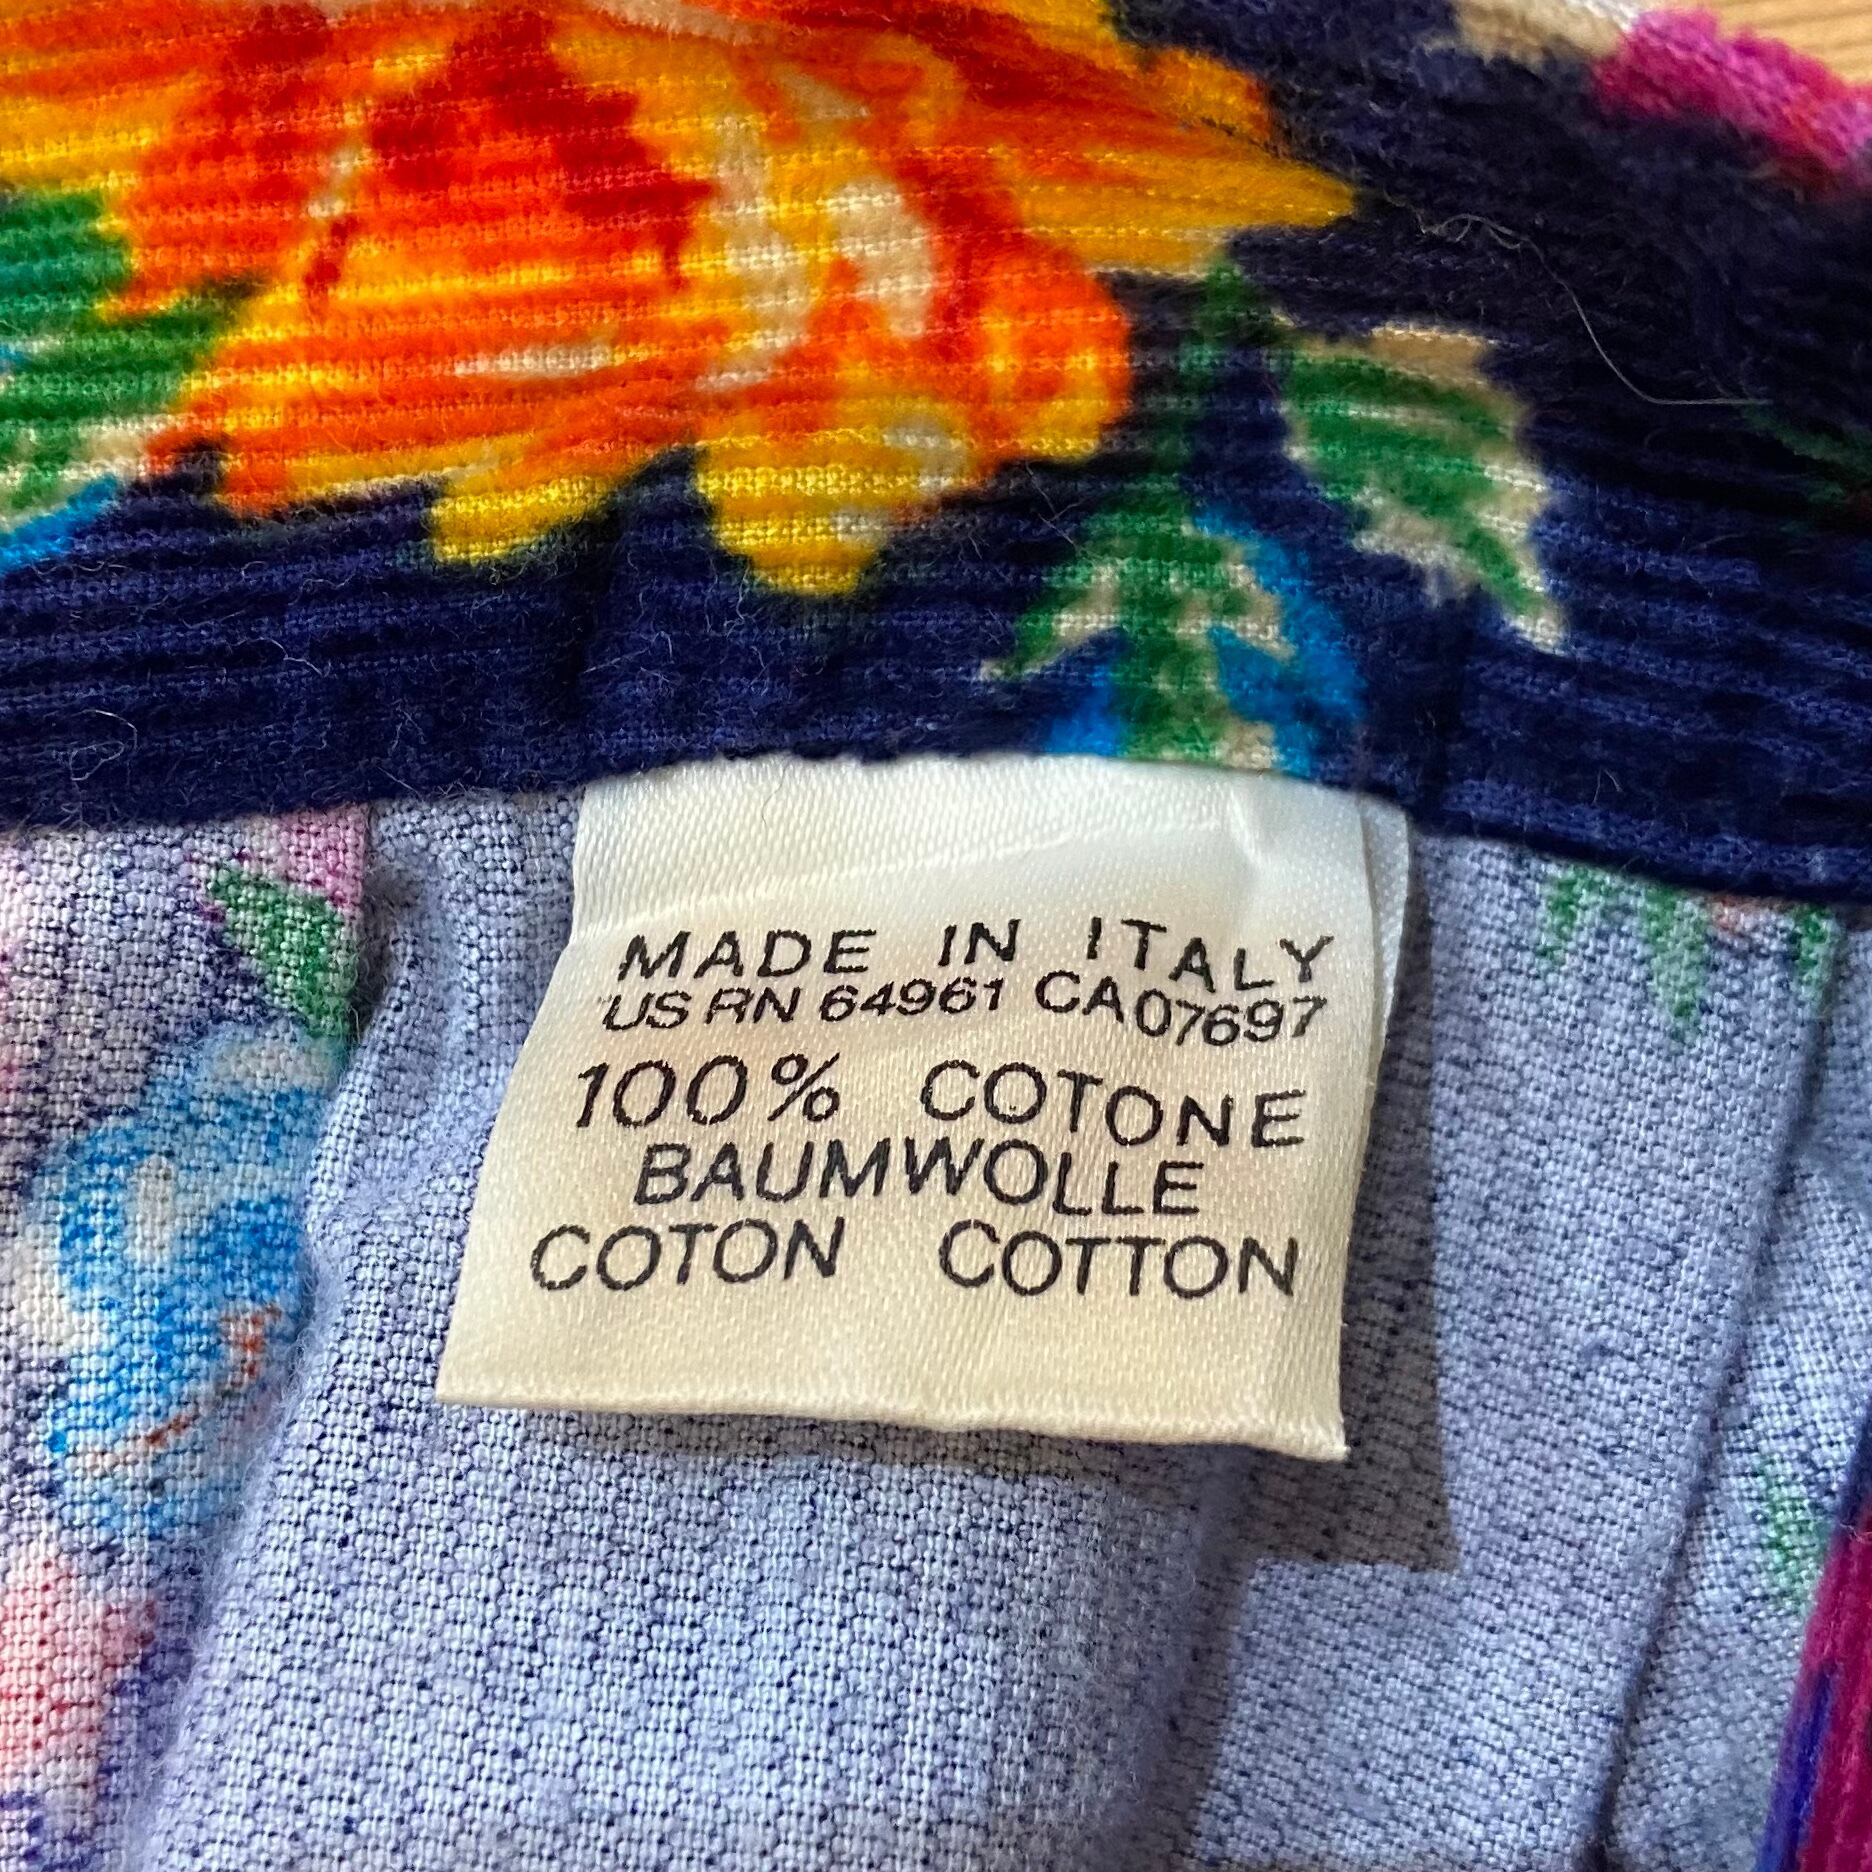 MADE IN ITALY
US RN 64961 CA07697
100% COTONE
BAUMWOLLE
COTON COTTON